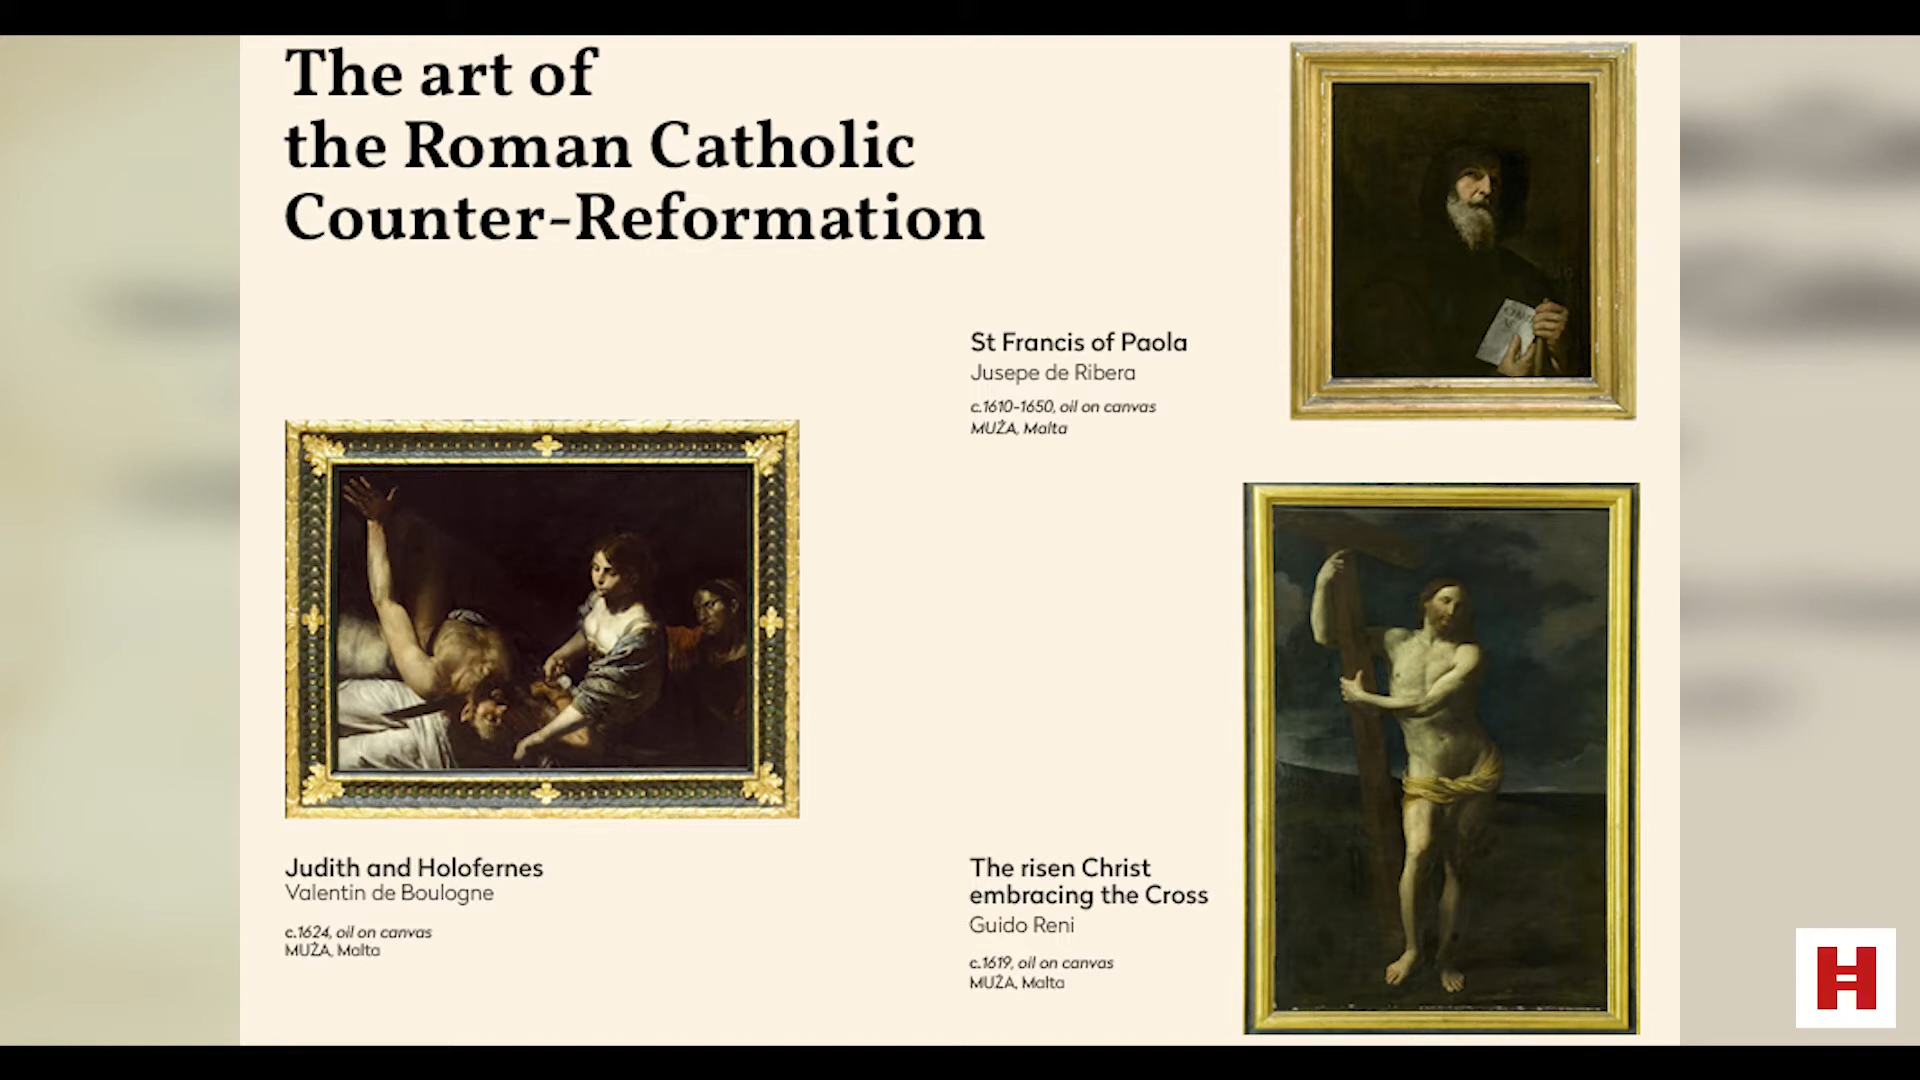 The art of
the Roman Catholic
Counter-Reformation
St Francis of Paola
Jusepe de Ribera
c.1610-1650, oil on canvas
MUŻA, Malta
Judith and Holofernes
Valentin de Boulogne
c.1624, oil on canvas
MUŻA, Malta
The risen Christ
embracing the Cross
Guido Reni
c.1619, oil on canvas
MUŻA, Malta
H